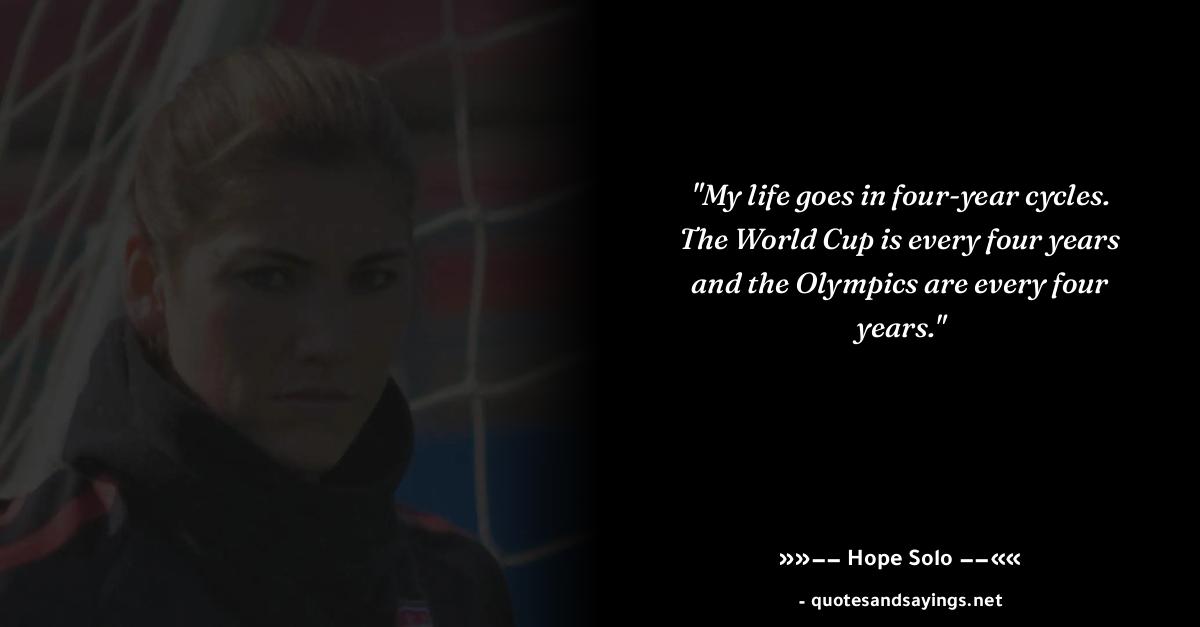 "My life goes in four-year cycles.
The World Cup is every four years
and the Olympics are every four
years."
»»–– Hope Solo ––««
- quotesandsayings.net